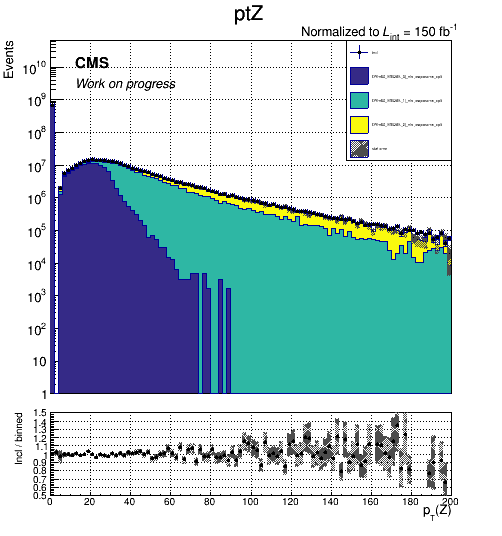 ptZ
Normalized to L_int = 150 fb^-1
Events
CMS
Work on progress
incl
stat error
10^10
10^9
10^8
10^7
10^6
10^5
10^4
10^3
10^2
10
1
Incl / binned
1.5
1.4
1.3
1.2
1.1
1.0
0.9
0.8
0.7
0.6
0.5
0 20 40 60 80 100 120 140 160 180 200
p_T(Z)